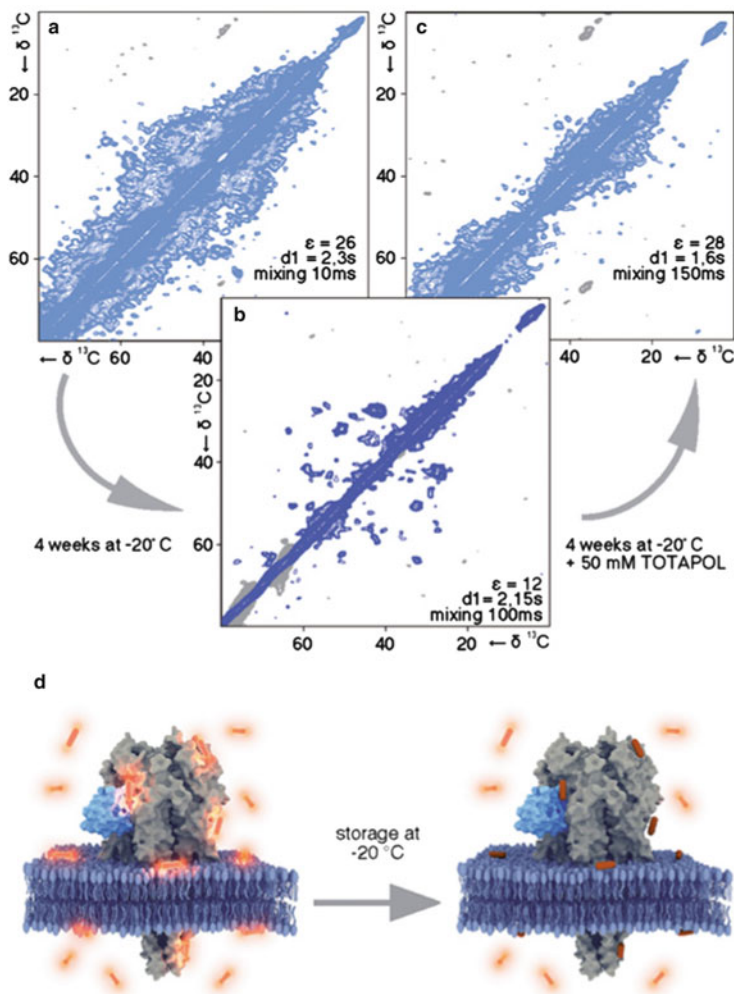 a
← δ ¹³C
20
40
60
ε = 26
d1 = 2,3s
mixing 10ms
← δ ¹³C
60
40
c
← δ ¹³C
20
40
60
ε = 28
d1 = 1,6s
mixing 150ms
40
20
← δ ¹³C
b
← δ ¹³C
20
40
60
ε = 12
d1 = 2,15s
mixing 100ms
60
40
20
← δ ¹³C
4 weeks at -20° C
4 weeks at -20° C
+ 50 mM TOTAPOL
d
storage at
-20 °C